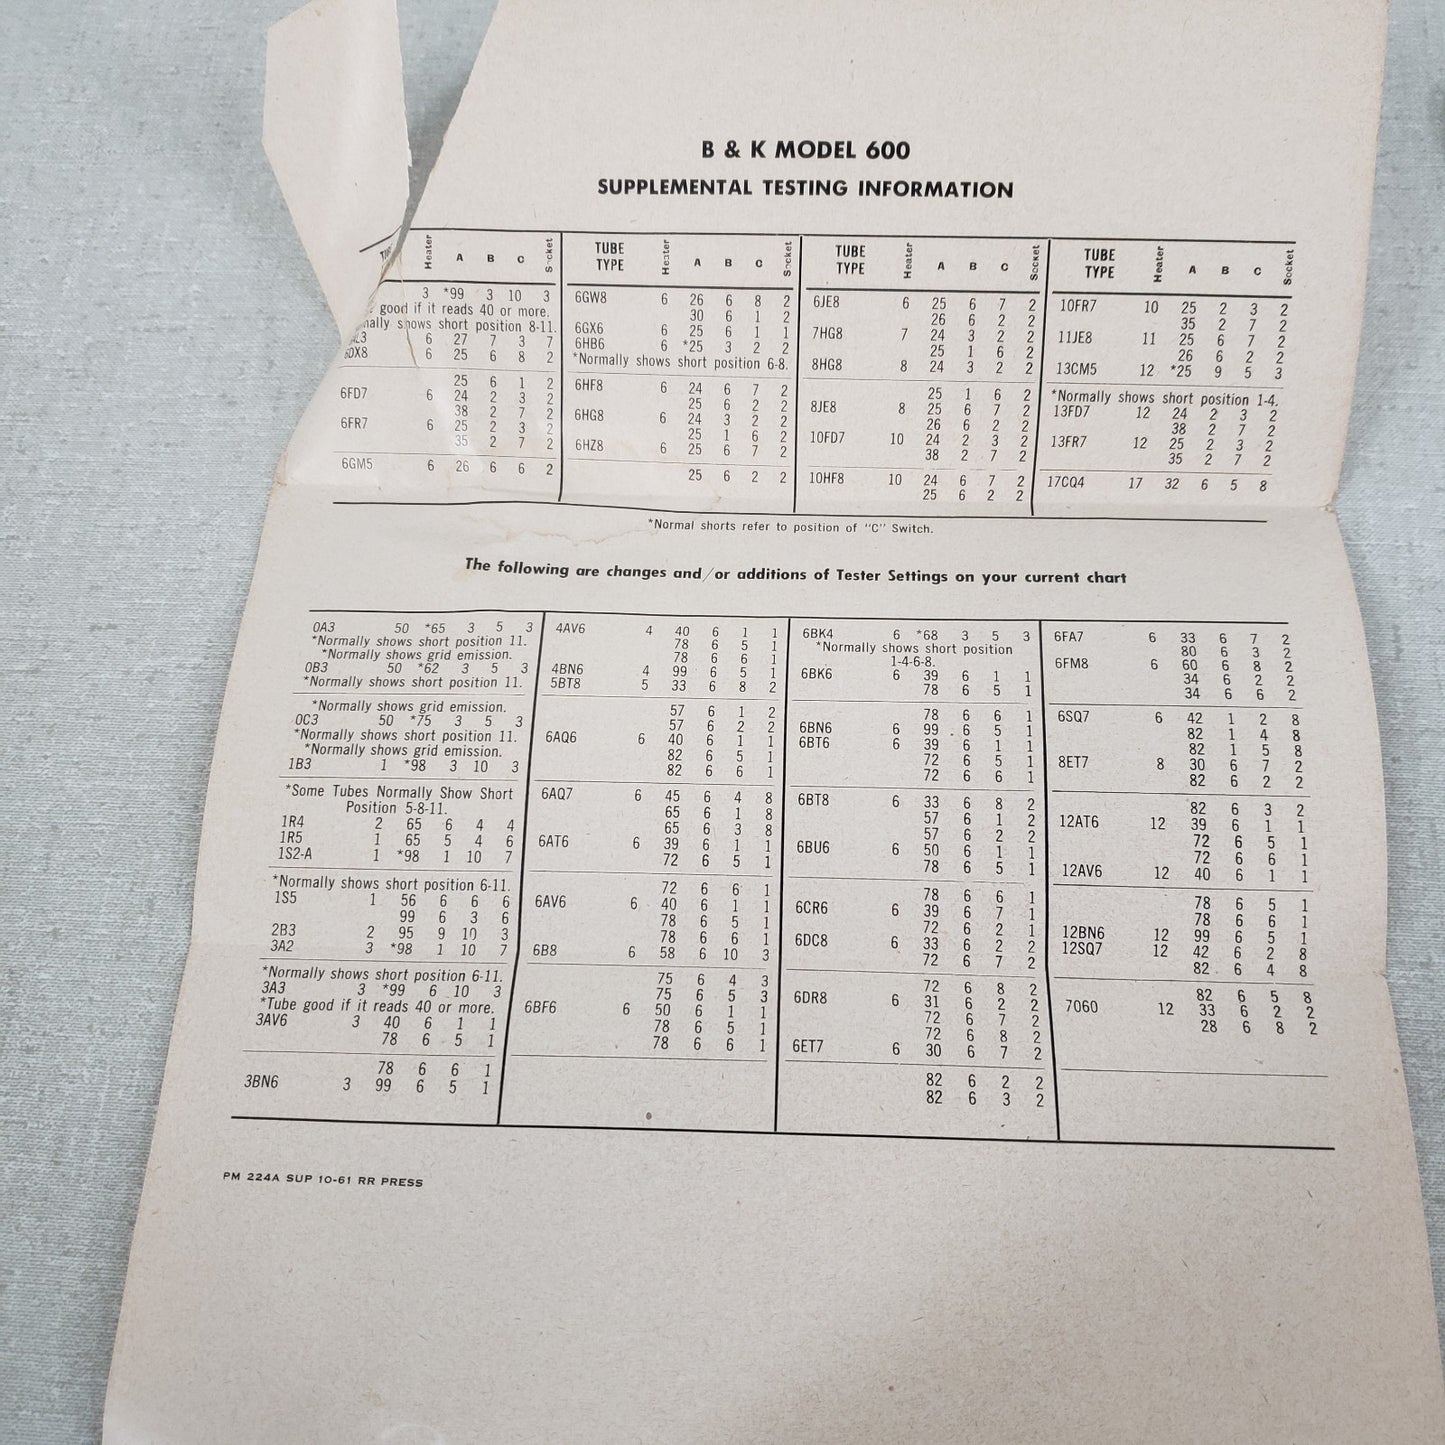 B & K MODEL 600
SUPPLEMENTAL TESTING INFORMATION
Heater A B C Socket
3 *99 3 10 3
good if it reads 40 or more.
shows short position 8-11.
6 27 7 3 7
6DX8 6 25 6 8 2
25 6 1 2
6FD7 6 24 2 3 2
38 2 7 2
6FR7 6 25 2 3 2
35 2 7 2
6GM5 6 26 6 6 2
TUBE TYPE Heater A B C Socket
6GW8 6 26 6 8 2
30 6 1 2
6GX6 6 25 6 1 1
6HB6 6 *25 3 2 2
*Normally shows short position 6-8.
6HF8 6 24 6 7 2
25 6 2 2
6HG8 6 24 3 2 2
25 1 6 2
6HZ8 6 25 6 7 2
25 6 2 2
TUBE TYPE Heater A B C Socket
6JE8 6 25 6 7 2
26 6 2 2
7HG8 7 24 3 2 2
25 1 6 2
8HG8 8 24 3 2 2
25 1 6 2
8JE8 8 25 6 7 2
26 6 2 2
10FD7 10 24 2 3 2
38 2 7 2
10HF8 10 24 6 7 2
25 6 2 2
TUBE TYPE Heater A B C Socket
10FR7 10 25 2 3 2
35 2 7 2
11JE8 11 25 6 7 2
26 6 2 2
13CM5 12 *25 9 5 3
*Normally shows short position 1-4.
13FD7 12 24 2 3 2
38 2 7 2
13FR7 12 25 2 3 2
35 2 7 2
17CQ4 17 32 6 5 8
*Normal shorts refer to position of "C" Switch.
The following are changes and/or additions of Tester Settings on your current chart
0A3 50 *65 3 5 3
*Normally shows short position 11.
*Normally shows grid emission.
0B3 50 *62 3 5 3
*Normally shows short position 11.
*Normally shows grid emission.
0C3 50 *75 3 5 3
*Normally shows short position 11.
*Normally shows grid emission.
1B3 1 *98 3 10 3
*Some Tubes Normally Show Short
Position 5-8-11.
1R4 2 65 6 4 4
1R5 1 65 5 4 6
1S2-A 1 *98 1 10 7
*Normally shows short position 6-11.
1S5 1 56 6 6 6
99 6 3 6
2B3 2 95 9 10 3
3A2 3 *98 1 10 7
*Normally shows short position 6-11.
3A3 3 *99 6 10 3
*Tube good if it reads 40 or more.
3AV6 3 40 6 1 1
78 6 5 1
78 6 6 1
3BN6 3 99 6 5 1
4AV6 4 40 6 1 1
78 6 5 1
78 6 6 1
4BN6 4 99 6 5 1
5BT8 5 33 6 8 2
57 6 1 2
57 6 2 2
6AQ6 6 40 6 1 1
82 6 5 1
82 6 6 1
6AQ7 6 45 6 4 8
65 6 1 8
65 6 3 8
6AT6 6 39 6 1 1
72 6 5 1
72 6 6 1
6AV6 6 40 6 1 1
78 6 5 1
78 6 6 1
6B8 6 58 6 10 3
75 6 4 3
75 6 5 3
6BF6 6 50 6 1 1
78 6 5 1
78 6 6 1
6BK4 6 *68 3 5 3
*Normally shows short position
1-4-6-8.
6BK6 6 39 6 1 1
78 6 5 1
78 6 6 1
6BN6 6 99 6 5 1
6BT6 6 39 6 1 1
72 6 5 1
72 6 6 1
6BT8 6 33 6 8 2
57 6 1 2
57 6 2 2
6BU6 6 50 6 1 1
78 6 5 1
78 6 6 1
6CR6 6 39 6 7 1
72 6 2 1
6DC8 6 33 6 2 2
72 6 7 2
72 6 8 2
6DR8 6 31 6 2 2
72 6 7 2
72 6 8 2
6ET7 6 30 6 7 2
82 6 2 2
82 6 3 2
6FA7 6 33 6 7 2
80 6 3 2
6FM8 6 60 6 8 2
34 6 2 2
34 6 6 2
6SQ7 6 42 1 2 8
82 1 4 8
82 1 5 8
8ET7 8 30 6 7 2
82 6 2 2
82 6 3 2
12AT6 12 39 6 1 1
72 6 5 1
72 6 6 1
12AV6 12 40 6 1 1
78 6 5 1
78 6 6 1
12BN6 12 99 6 5 1
12SQ7 12 42 6 2 8
82 6 4 8
82 6 5 8
7060 12 33 6 2 2
28 6 8 2
PM 224A SUP 10-61 RR PRESS